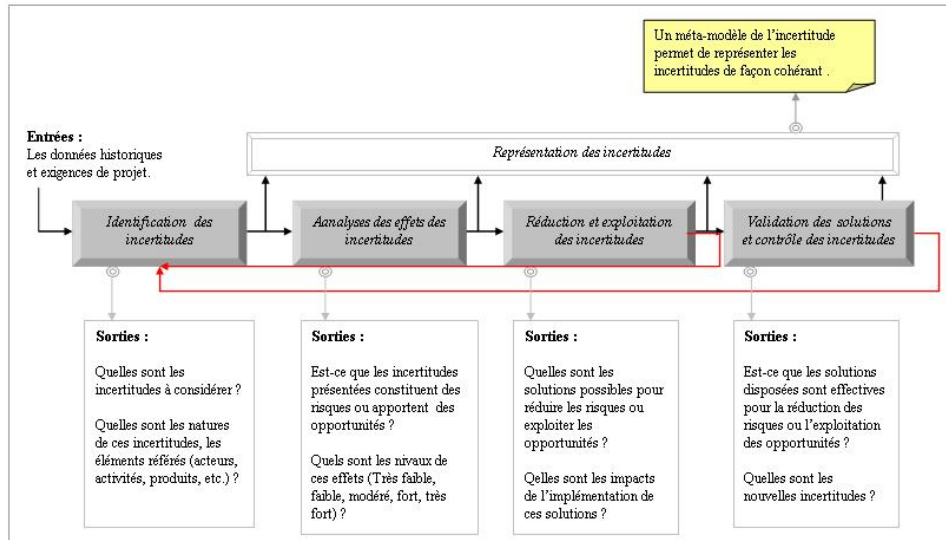 Un méta-modèle de l’incertitude
permet de représenter les
incertitudes de façon cohérant .
Entrées :
Les données historiques
et exigences de projet.
Représentation des incertitudes
Identification des
incertitudes
Aanalyses des effets des
incertitudes
Réduction et exploitation
des incertitudes
Validation des solutions
et contrôle des incertitudes
Sorties :
Quelles sont les
incertitudes à considérer ?
Quelles sont les natures
de ces incertitudes, les
éléments référés (acteurs,
activités, produits, etc.) ?
Sorties :
Est-ce que les incertitudes
présentées constituent des
risques ou apportent des
opportunités ?
Quels sont les nivaux de
ces effets (Très faible,
faible, modéré, fort, très
fort) ?
Sorties :
Quelles sont les
solutions possibles pour
réduire les risques ou
exploiter les
opportunités ?
Qelles sont les impacts
de l’implémentation de
ces solutions ?
Sorties :
Est-ce que les solutions
disposées sont effectives
pour la réduction des
risques ou l’exploitation
des opportunités ?
Quelles sont les
nouvelles incertitudes ?